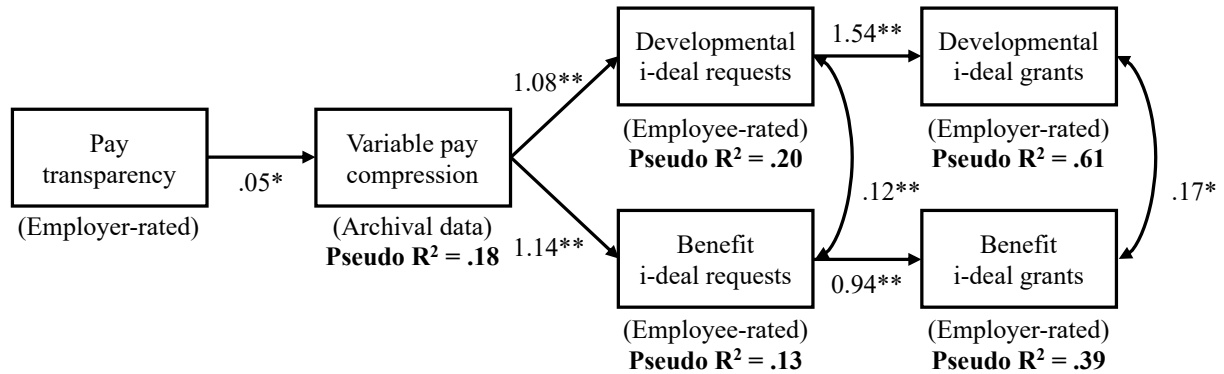 Pay
transparency
(Employer-rated)
.05*
Variable pay
compression
(Archival data)
Pseudo R² = .18
1.08**
1.14**
Developmental
i-deal requests
(Employee-rated)
Pseudo R² = .20
1.54**
Developmental
i-deal grants
(Employer-rated)
Pseudo R² = .61
.12**
.17*
Benefit
i-deal requests
(Employee-rated)
Pseudo R² = .13
0.94**
Benefit
i-deal grants
(Employer-rated)
Pseudo R² = .39